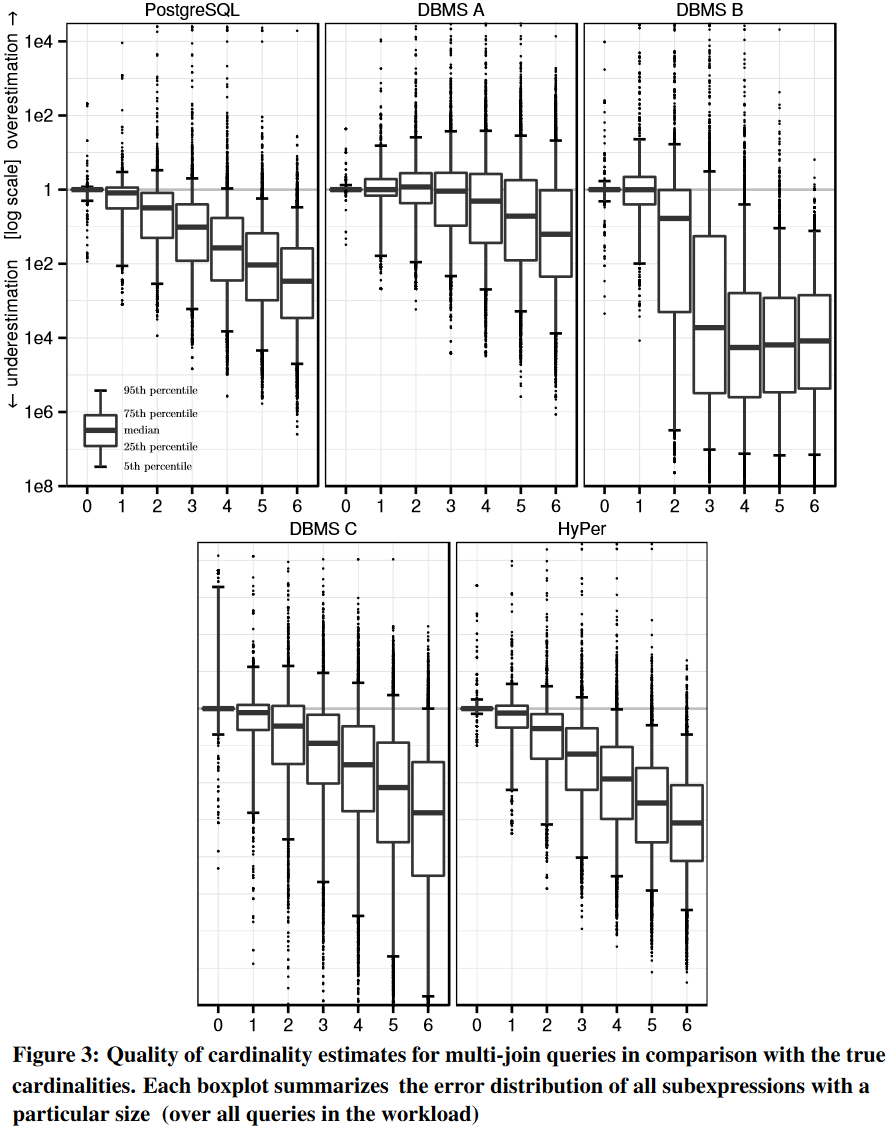 PostgreSQL
DBMS A
DBMS B
← underestimation [log scale] overestimation →
1e4
1e2
1
1e2
1e4
1e6
1e8
95th percentile
75th percentile
median
25th percentile
5th percentile
0 1 2 3 4 5 6
0 1 2 3 4 5 6
0 1 2 3 4 5 6
DBMS C
HyPer
0 1 2 3 4 5 6
0 1 2 3 4 5 6
Figure 3: Quality of cardinality estimates for multi-join queries in comparison with the true
cardinalities. Each boxplot summarizes the error distribution of all subexpressions with a
particular size (over all queries in the workload)